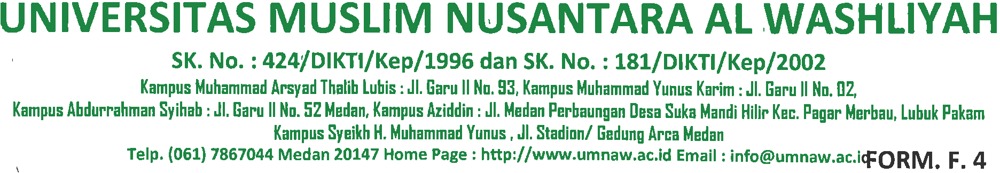 UNIVERSITAS MUSLIM NUSANTARA AL WASHLIYAH
SK. No. : 424/DIKTI/Kep/1996 dan SK. No. : 181/DIKTI/Kep/2002
Kampus Muhammad Arsyad Thalib Lubis : Jl. Garu II No. 93, Kampus Muhammad Yunus Karim : Jl. Garu II No. 02,
Kampus Abdurrahman Syihab : Jl. Garu II No. 52 Medan, Kampus Aziddin : Jl. Medan Perbaungan Desa Suka Mandi Hilir Kec. Pagar Merbau, Lubuk Pakam
Kampus Syeikh H. Muhammad Yunus , Jl. Stadion/ Gedung Arca Medan
Telp. (061) 7867044 Medan 20147 Home Page : http://www.umnaw.ac.id Email : info@umnaw.ac.id FORM. F. 4